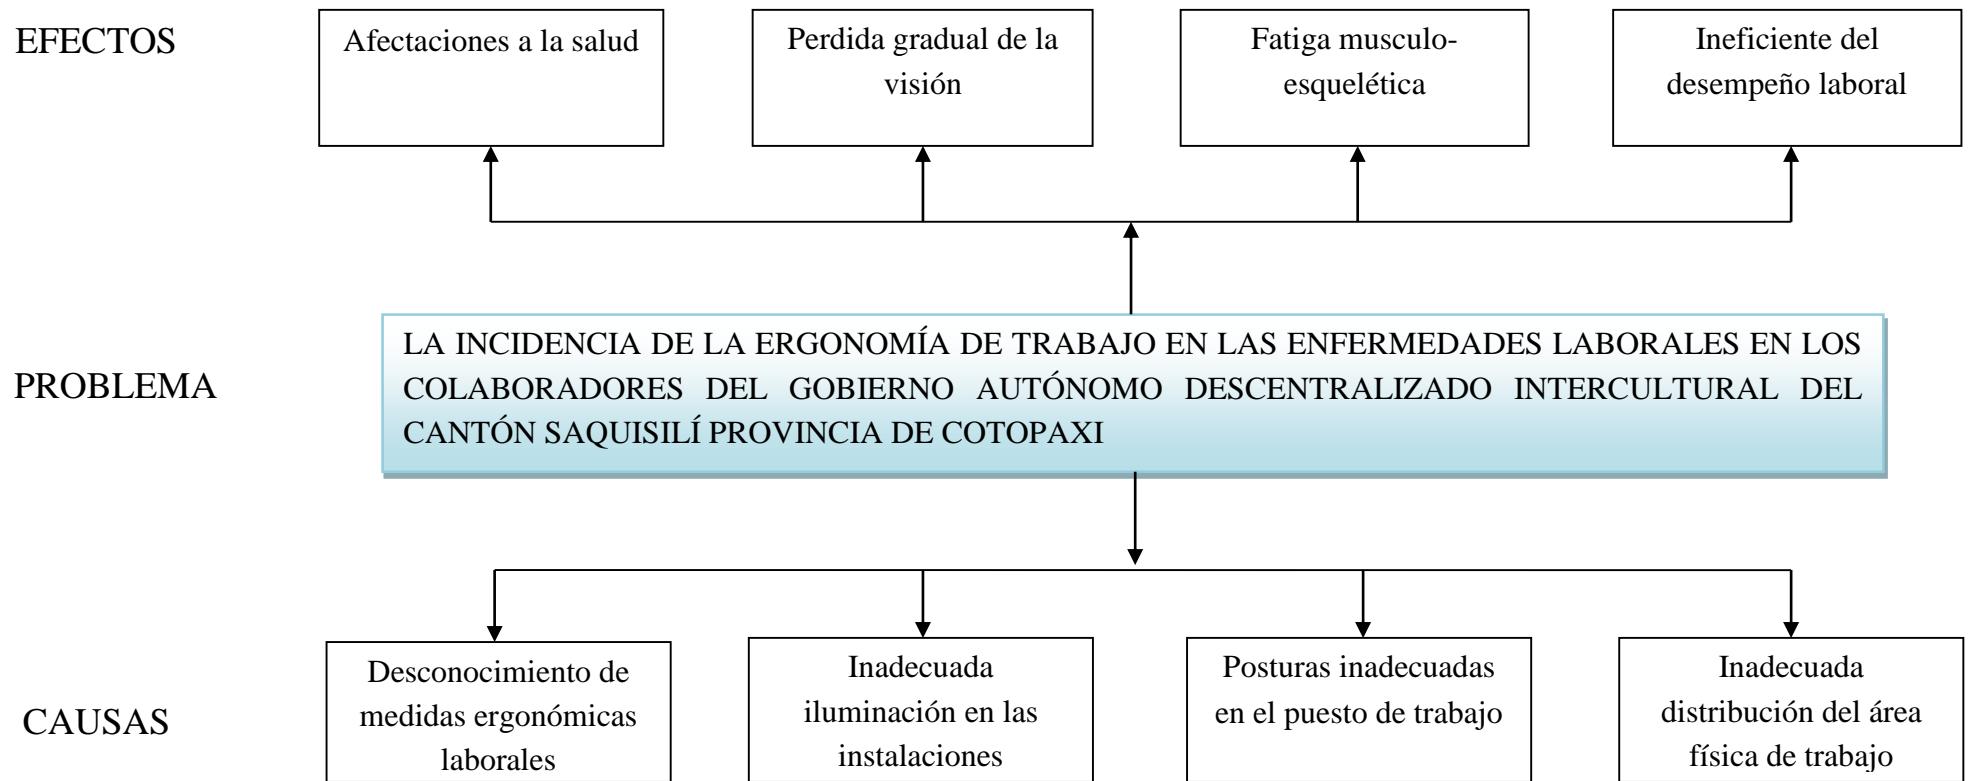 EFECTOS
Afectaciones a la salud
Perdida gradual de la
visión
Fatiga musculo-
esquelética
Ineficiente del
desempeño laboral
PROBLEMA
LA INCIDENCIA DE LA ERGONOMÍA DE TRABAJO EN LAS ENFERMEDADES LABORALES EN LOS
COLABORADORES DEL GOBIERNO AUTÓNOMO DESCENTRALIZADO INTERCULTURAL DEL
CANTÓN SAQUISILÍ PROVINCIA DE COTOPAXI
CAUSAS
Desconocimiento de
medidas ergonómicas
laborales
Inadecuada
iluminación en las
instalaciones
Posturas inadecuadas
en el puesto de trabajo
Inadecuada
distribución del área
física de trabajo